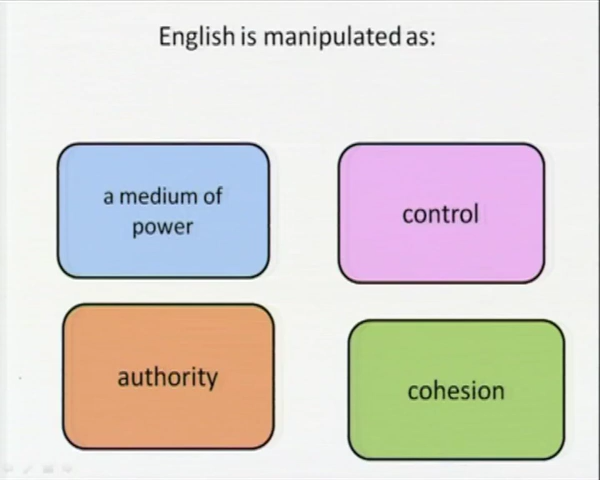 English is manipulated as:
a medium of
power
control
authority
cohesion